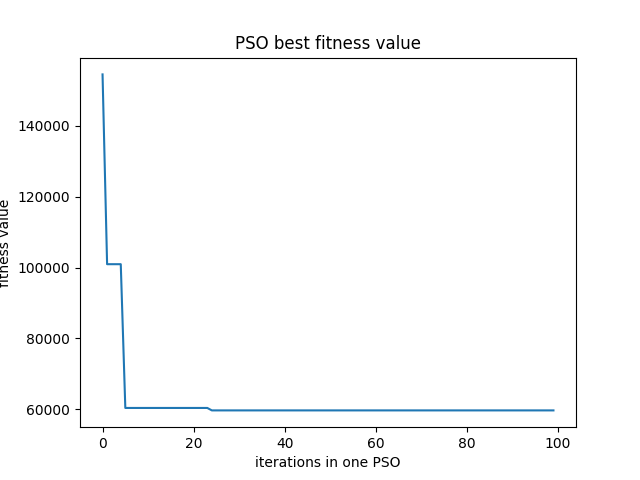 PSO best fitness value
fitness value
140000
120000
100000
80000
60000
0 20 40 60 80 100
iterations in one PSO